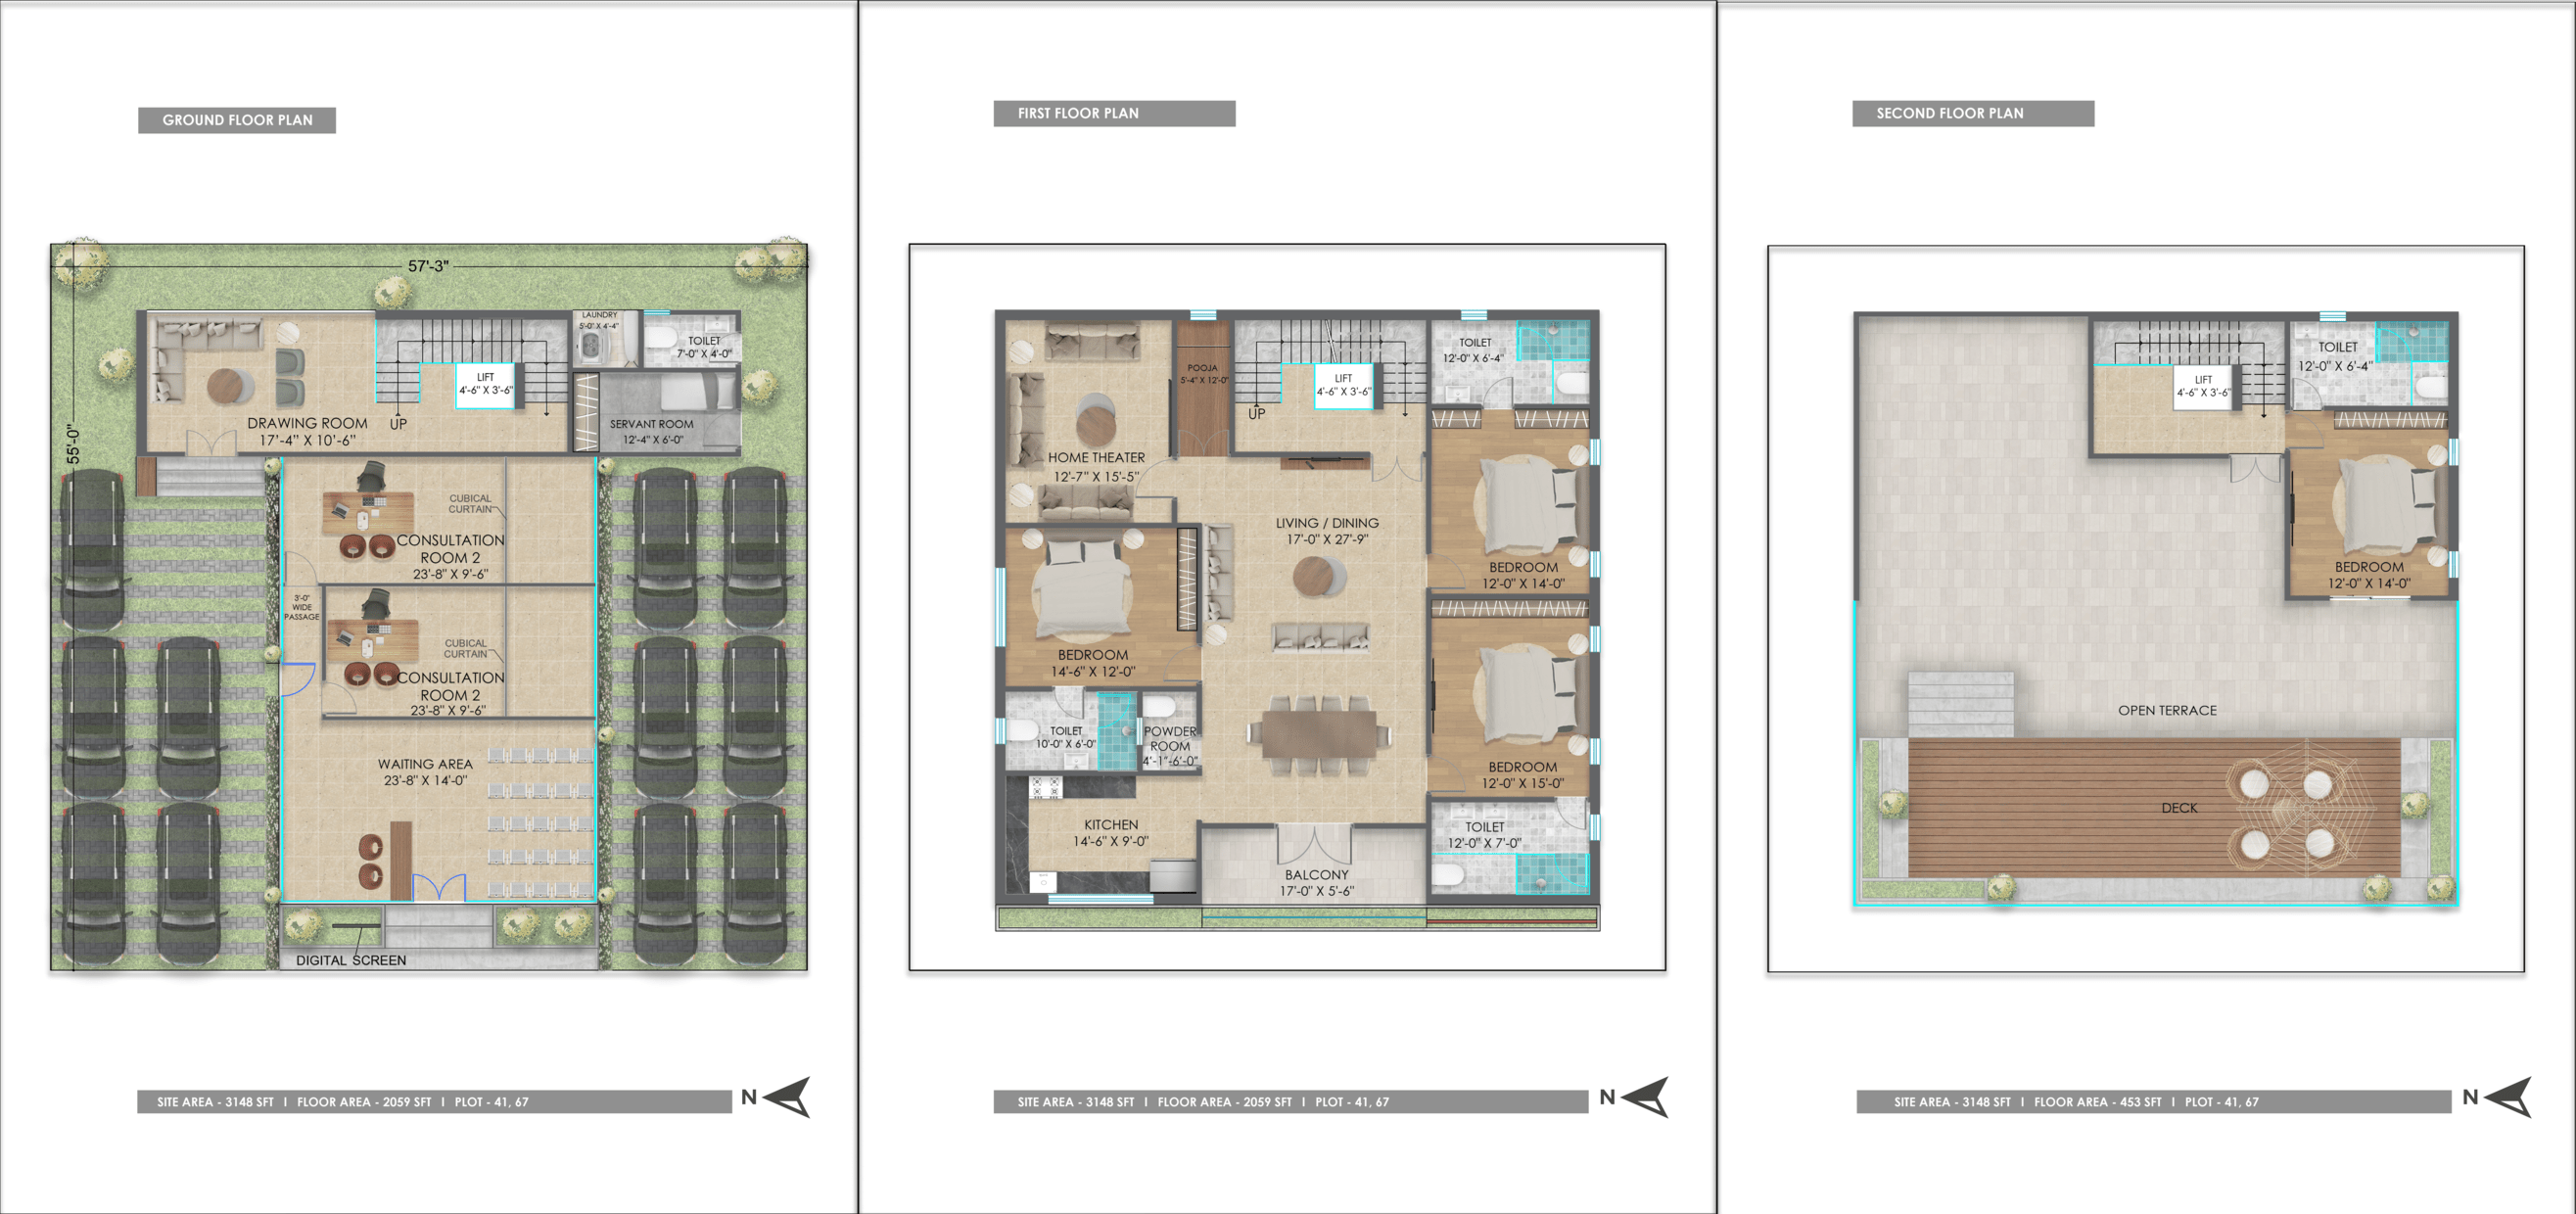 GROUND FLOOR PLAN
57'-3"
55'-0"
LAUNDRY
5'-0" X 4'-4"
TOILET
7'-0" X 4'-0"
LIFT
4'-6" X 3'-6"
DRAWING ROOM
17'-4" X 10'-6"
UP
SERVANT ROOM
12'-4" X 6'-0"
CUBICAL
CURTAIN
CONSULTATION
ROOM 2
23'-8" X 9'-6"
3'-0"
WIDE
PASSAGE
CUBICAL
CURTAIN
CONSULTATION
ROOM 2
23'-8" X 9'-6"
WAITING AREA
23'-8" X 14'-0"
DIGITAL SCREEN
SITE AREA - 3148 SFT I FLOOR AREA - 2059 SFT I PLOT - 41, 67
N
FIRST FLOOR PLAN
POOJA
5'-4" X 12'-0"
LIFT
4'-6" X 3'-6"
UP
TOILET
12'-0" X 6'-4"
HOME THEATER
12'-7" X 15'-5"
LIVING / DINING
17'-0" X 27'-9"
BEDROOM
12'-0" X 14'-0"
BEDROOM
14'-6" X 12'-0"
TOILET
10'-0" X 6'-0"
POWDER
ROOM
4'-1"-6'-0"
BEDROOM
12'-0" X 15'-0"
KITCHEN
14'-6" X 9'-0"
TOILET
12'-0" X 7'-0"
BALCONY
17'-0" X 5'-6"
SITE AREA - 3148 SFT I FLOOR AREA - 2059 SFT I PLOT - 41, 67
N
SECOND FLOOR PLAN
TOILET
12'-0" X 6'-4"
LIFT
4'-6" X 3'-6"
BEDROOM
12'-0" X 14'-0"
OPEN TERRACE
DECK
SITE AREA - 3148 SFT I FLOOR AREA - 453 SFT I PLOT - 41, 67
N